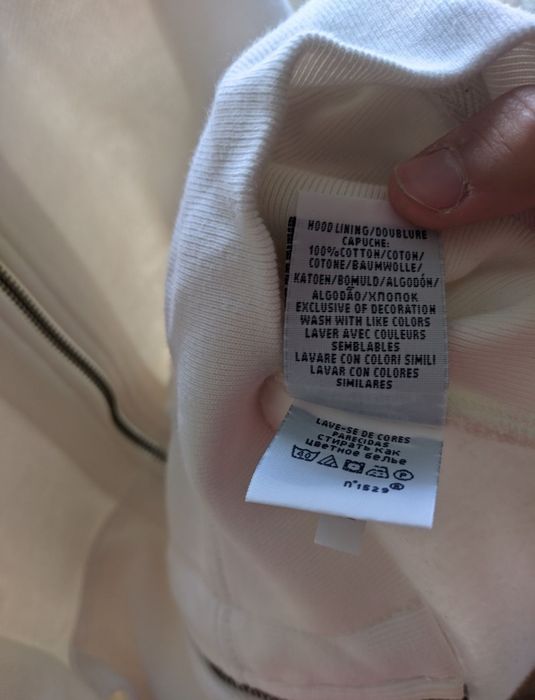 HOOD LINING/DOUBLURE
CAPUCHE:
100%COTTON/COTON/
COTONE/BAUMWOLLE/
KATOEN/BOMULD/ALGODÓN/
ALGODÃO/ХЛОПОК
EXCLUSIVE OF DECORATION
WASH WITH LIKE COLORS
LAVER AVEC COULEURS
SEMBLABLES
LAVARE CON COLORI SIMILI
LAVAR CON COLORES
SIMILARES
LAVE-SE DE CORES
PARECIDAS
СТИРАТЬ КАК
ЦВЕТНОЕ БЕЛЬЕ
40 P
n°1629®